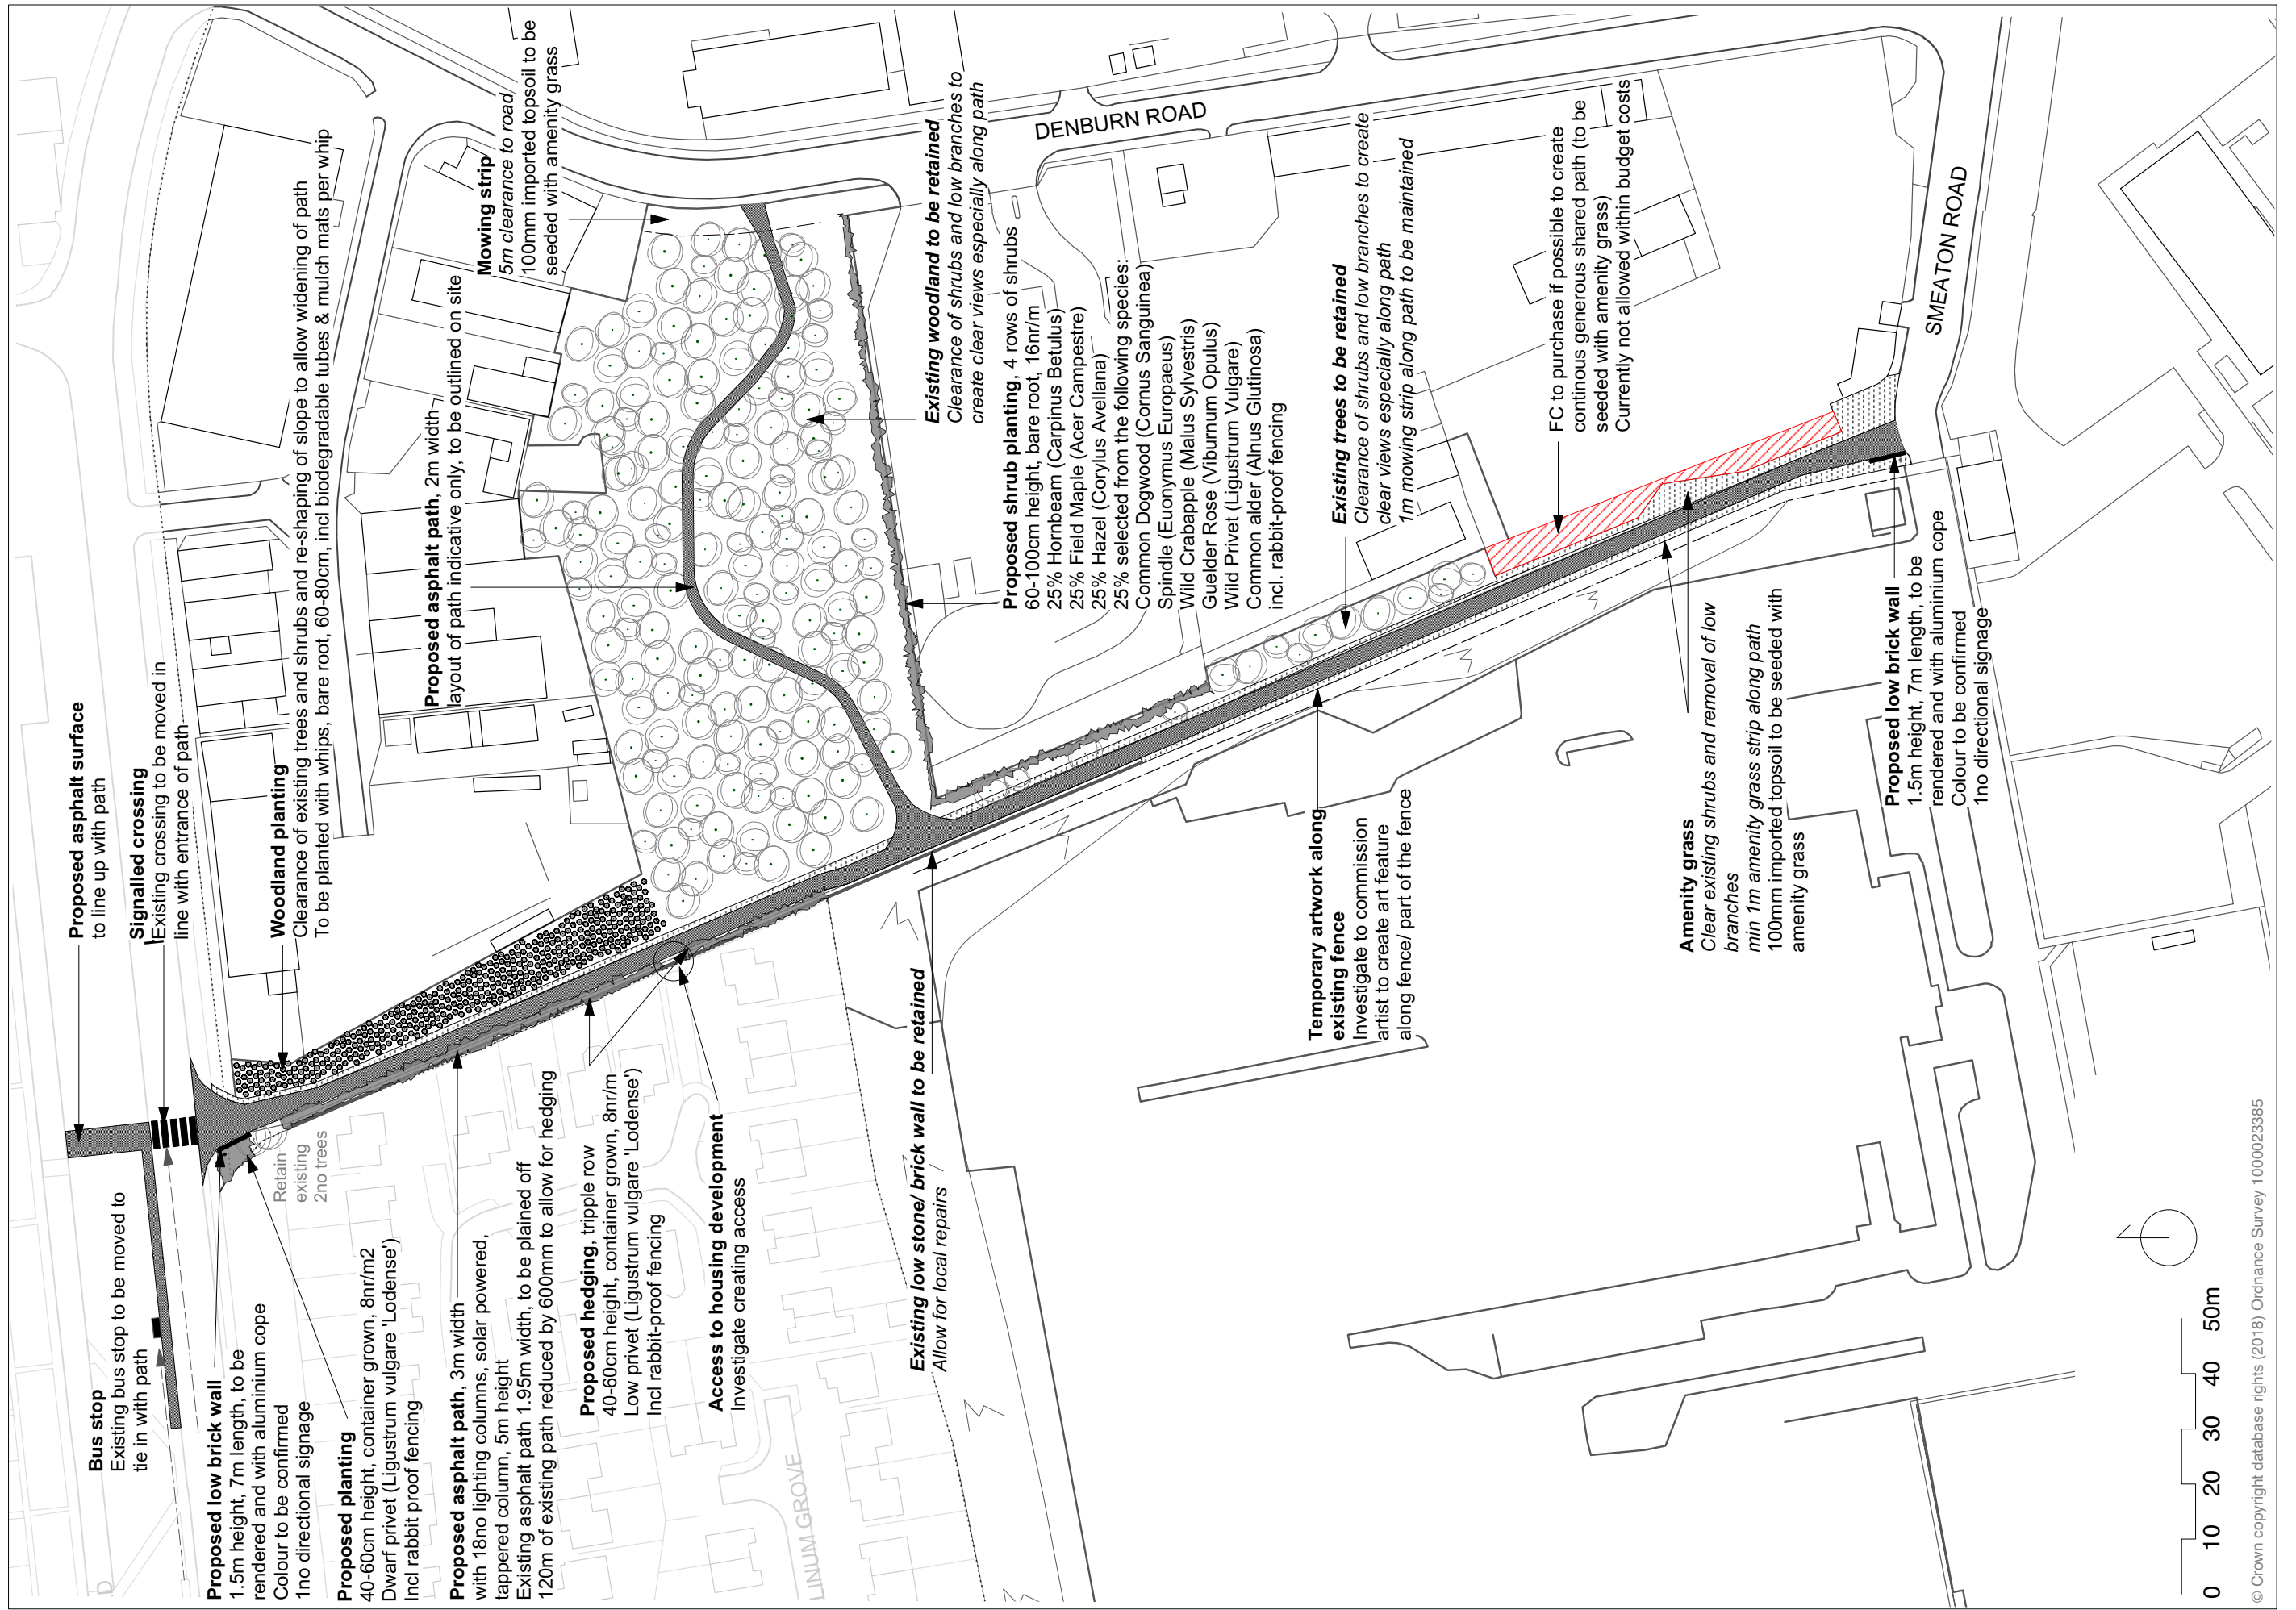 Proposed asphalt surface
to line up with path
Signalled crossing
Existing crossing to be moved in
line with entrance of path
Woodland planting
Clearance of existing trees and shrubs and re-shaping of slope to allow widening of path
To be planted with whips, bare root, 60-80cm, incl biodegradable tubes & mulch mats per whip
Proposed asphalt path, 2m width
layout of path indicative only, to be outlined on site
Mowing strip
5m clearance to road
100mm imported topsoil to be
seeded with amenity grass
Existing woodland to be retained
Clearance of shrubs and low branches to
create clear views especially along path
DENBURN ROAD
Proposed shrub planting, 4 rows of shrubs
60-100cm height, bare root, 16nr/m
25% Hornbeam (Carpinus Betulus)
25% Field Maple (Acer Campestre)
25% Hazel (Corylus Avellana)
25% selected from the following species:
Common Dogwood (Cornus Sanguinea)
Spindle (Euonymus Europaeus)
Wild Crabapple (Malus Sylvestris)
Guelder Rose (Viburnum Opulus)
Wild Privet (Ligustrum Vulgare)
Common alder (Alnus Glutinosa)
incl. rabbit-proof fencing
Existing trees to be retained
Clearance of shrubs and low branches to create
clear views especially along path
1m mowing strip along path to be maintained
FC to purchase if possible to create
continous generous shared path (to be
seeded with amenity grass)
Currently not allowed within budget costs
SMEATON ROAD
Bus stop
Existing bus stop to be moved to
tie in with path
Proposed low brick wall
1.5m height, 7m length, to be
rendered and with aluminium cope
Colour to be confirmed
1no directional signage
Retain
existing
2no trees
Proposed planting
40-60cm height, container grown, 8nr/m2
Dwarf privet (Ligustrum vulgare 'Lodense')
Incl rabbit proof fencing
Proposed asphalt path, 3m width
with 18no lighting columns, solar powered,
tappered column, 5m height
Existing asphalt path 1.95m width, to be plained off
120m of existing path reduced by 600mm to allow for hedging
Proposed hedging, tripple row
40-60cm height, container grown, 8nr/m
Low privet (Ligustrum vulgare 'Lodense')
Incl rabbit-proof fencing
Access to housing development
Investigate creating access
LINUM GROVE
D
Existing low stone/ brick wall to be retained
Allow for local repairs
Temporary artwork along
existing fence
Investigate to commission
artist to create art feature
along fence/ part of the fence
Amenity grass
Clear existing shrubs and removal of low
branches
min 1m amenity grass strip along path
100mm imported topsoil to be seeded with
amenity grass
Proposed low brick wall
1.5m height, 7m length, to be
rendered and with aluminium cope
Colour to be confirmed
1no directional signage
0 10 20 30 40 50m
© Crown copyright database rights (2018) Ordnance Survey 100023385